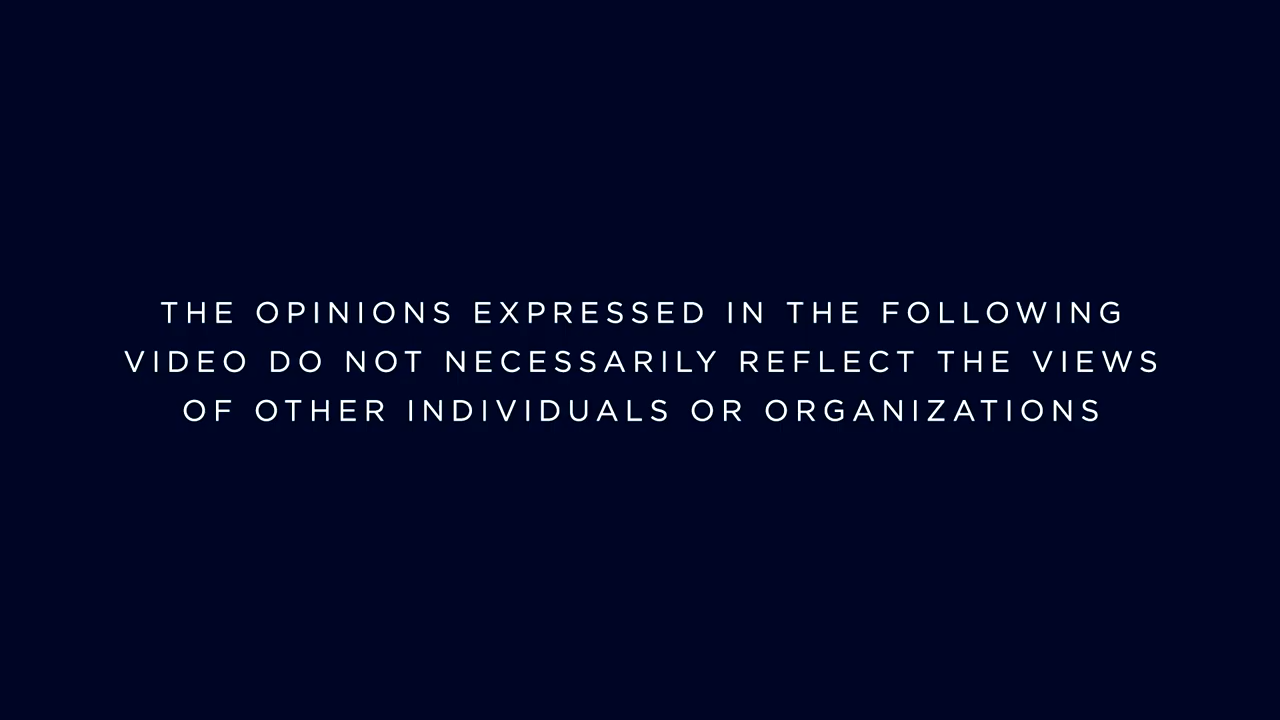 THE OPINIONS EXPRESSED IN THE FOLLOWING
VIDEO DO NOT NECESSARILY REFLECT THE VIEWS
OF OTHER INDIVIDUALS OR ORGANIZATIONS